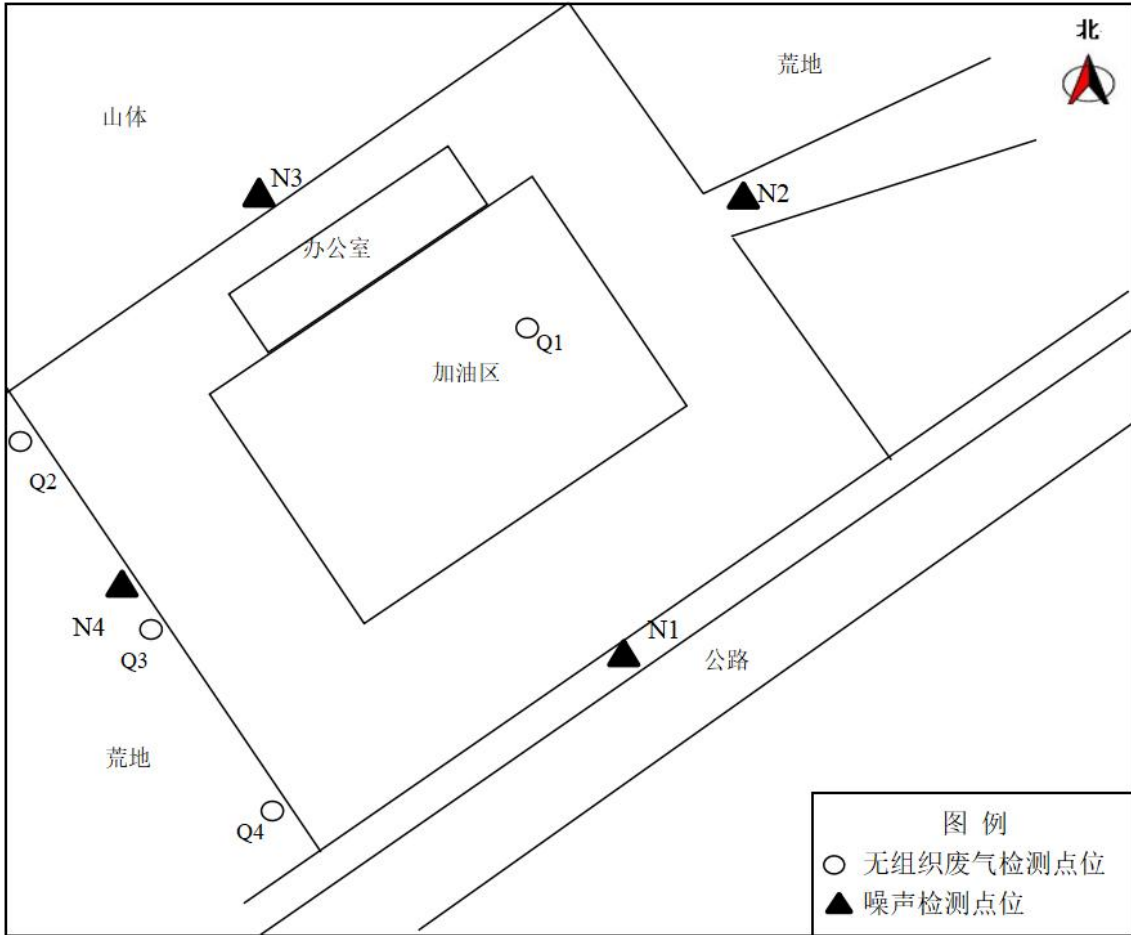 北
荒地
山体
N3
N2
办公室
Q1
加油区
Q2
N4
Q3
N1
公路
荒地
Q4
图 例
无组织废气检测点位
噪声检测点位